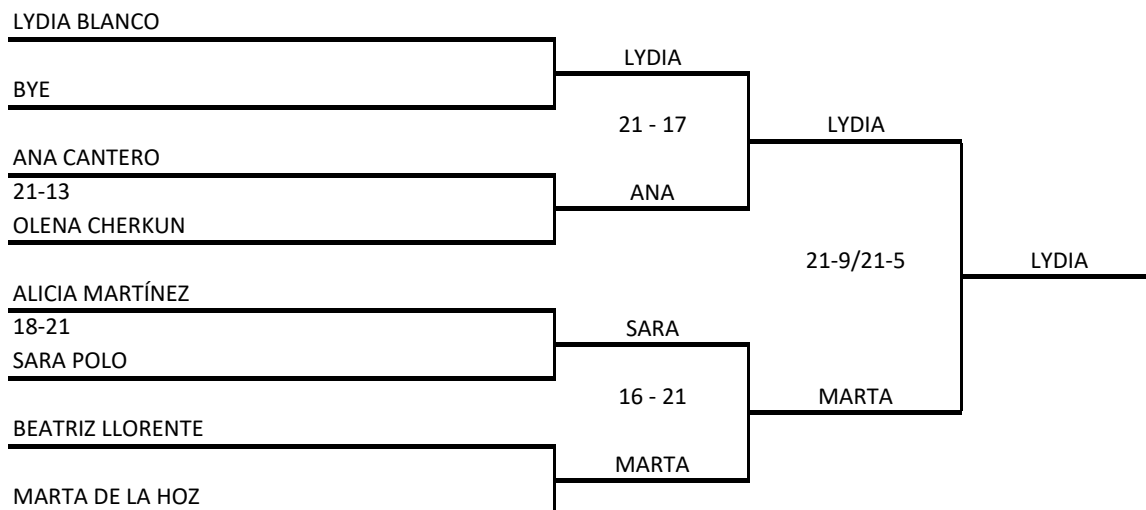 LYDIA BLANCO
LYDIA
BYE
21 - 17
LYDIA
ANA CANTERO
21-13
ANA
OLENA CHERKUN
21-9/21-5
LYDIA
ALICIA MARTÍNEZ
18-21
SARA
SARA POLO
16 - 21
MARTA
BEATRIZ LLORENTE
MARTA
MARTA DE LA HOZ